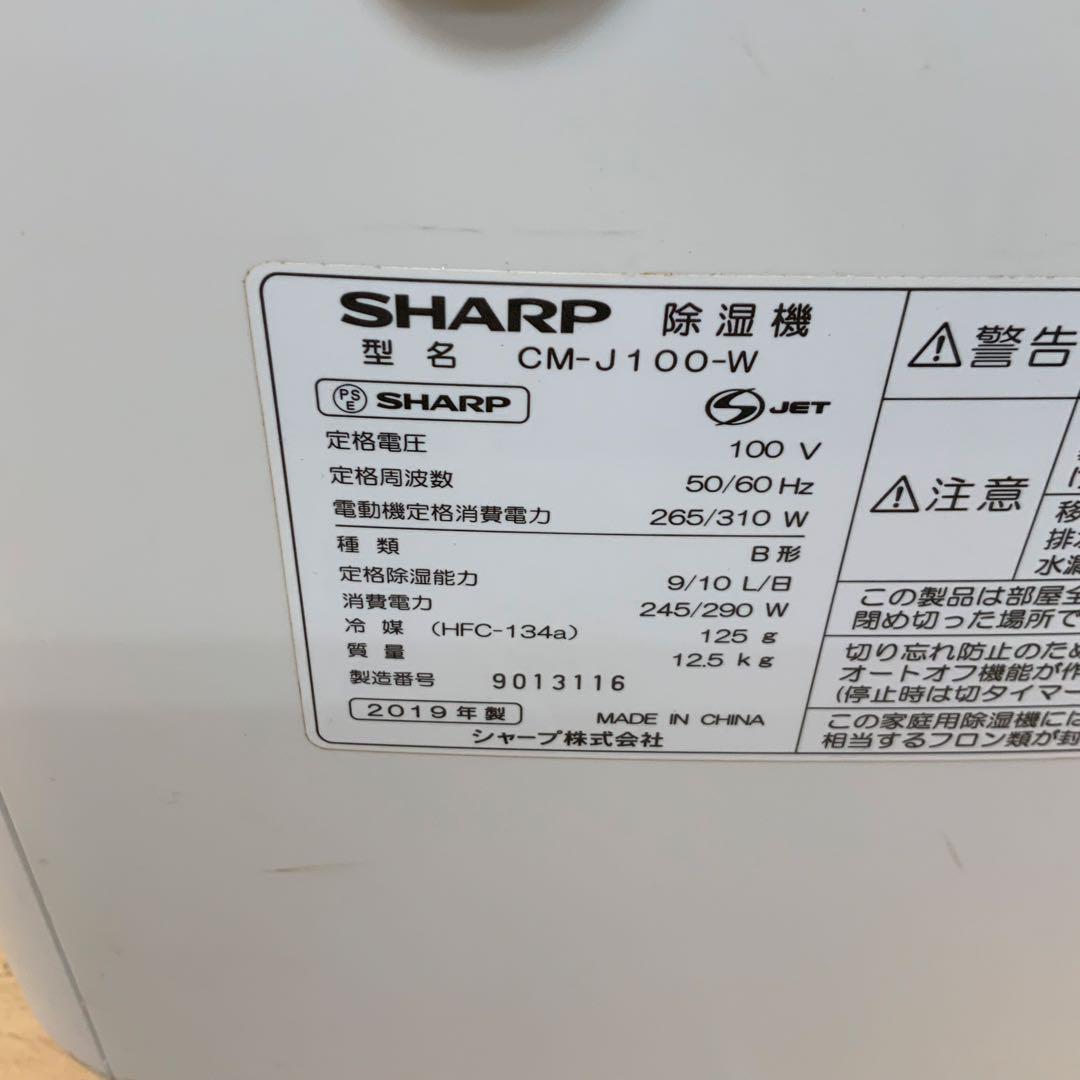 SHARP 除湿機
型名 CM-J100-W
PSE SHARP
S JET
定格電圧 100 V
定格周波数 50/60 Hz
電動機定格消費電力 265/310 W
種類 B形
定格除湿能力 9/10 L/日
消費電力 245/290 W
冷媒 (HFC-134a) 125 g
質量 12.5 kg
製造番号 9013116
2019年製 MADE IN CHINA
シャープ株式会社
⚠警告
⚠注意
移
排水
水漏
この製品は部屋全
閉め切った場所で
切り忘れ防止のため
オートオフ機能が作
(停止時は切タイマー
この家庭用除湿機には
相当するフロン類が封